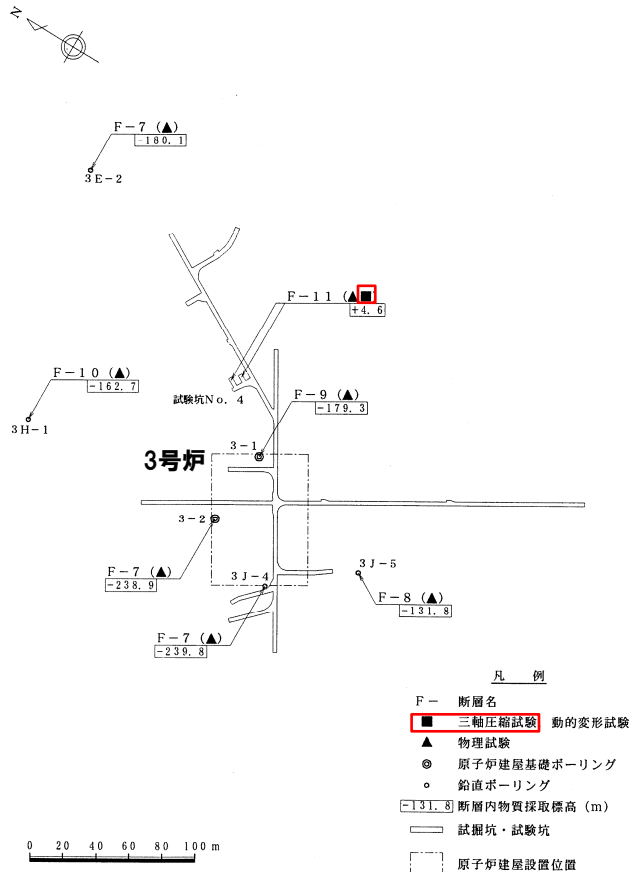 N
F-7 (▲)
-180.1
3E-2
F-11 (▲■
+4.6
F-10 (▲)
-162.7
3H-1
試験坑No. 4
F-9 (▲)
-179.3
3-1
3号炉
3-2
F-7 (▲)
-238.9
3J-4
3J-5
F-8 (▲)
-131.8
F-7 (▲)
-239.8
凡 例
F- 断層名
■ 三軸圧縮試験 動的変形試験
▲ 物理試験
◎ 原子炉建屋基礎ボーリング
○ 鉛直ボーリング
-131.8 断層内物質採取標高 (m)
試掘坑・試験坑
原子炉建屋設置位置
0 20 40 60 80 100 m